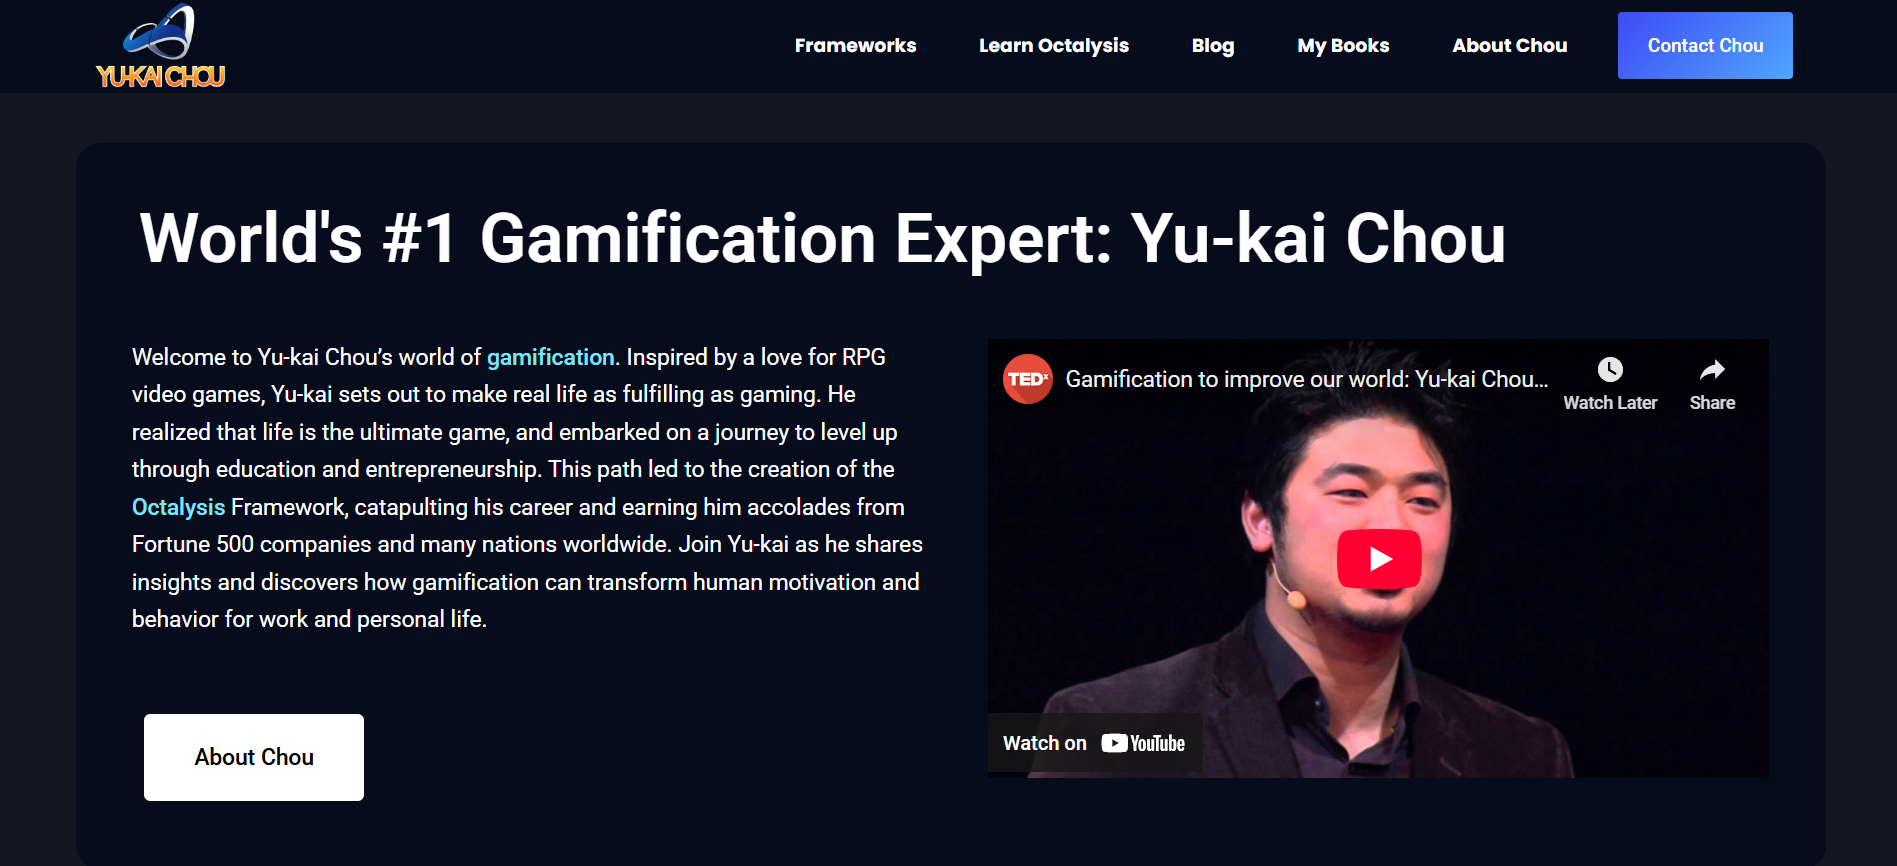 YU-KAI CHOU
Frameworks
Learn Octalysis
Blog
My Books
About Chou
Contact Chou
World's #1 Gamification Expert: Yu-kai Chou
Welcome to Yu-kai Chou’s world of gamification. Inspired by a love for RPG
video games, Yu-kai sets out to make real life as fulfilling as gaming. He
realized that life is the ultimate game, and embarked on a journey to level up
through education and entrepreneurship. This path led to the creation of the
Octalysis Framework, catapulting his career and earning him accolades from
Fortune 500 companies and many nations worldwide. Join Yu-kai as he shares
insights and discovers how gamification can transform human motivation and
behavior for work and personal life.
About Chou
TEDx
Gamification to improve our world: Yu-kai Chou...
Watch Later
Share
Watch on YouTube